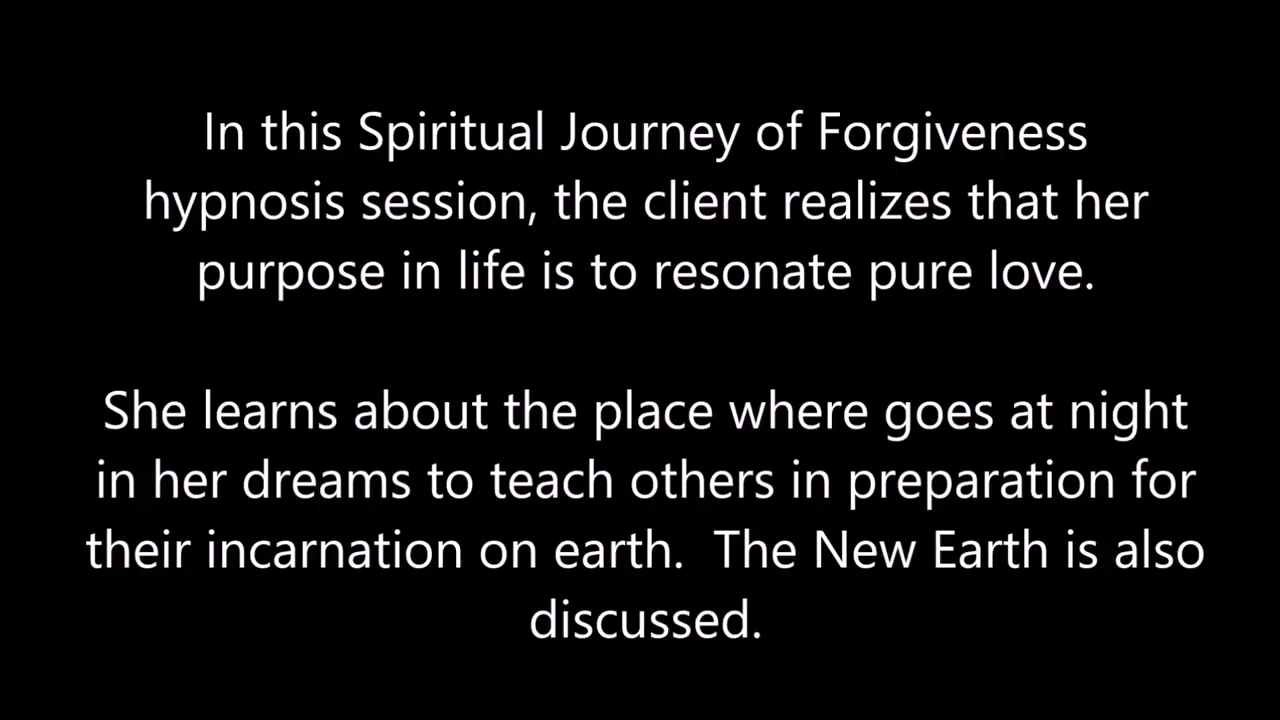 In this Spiritual Journey of Forgiveness
hypnosis session, the client realizes that her
purpose in life is to resonate pure love.
She learns about the place where goes at night
in her dreams to teach others in preparation for
their incarnation on earth.  The New Earth is also
discussed.